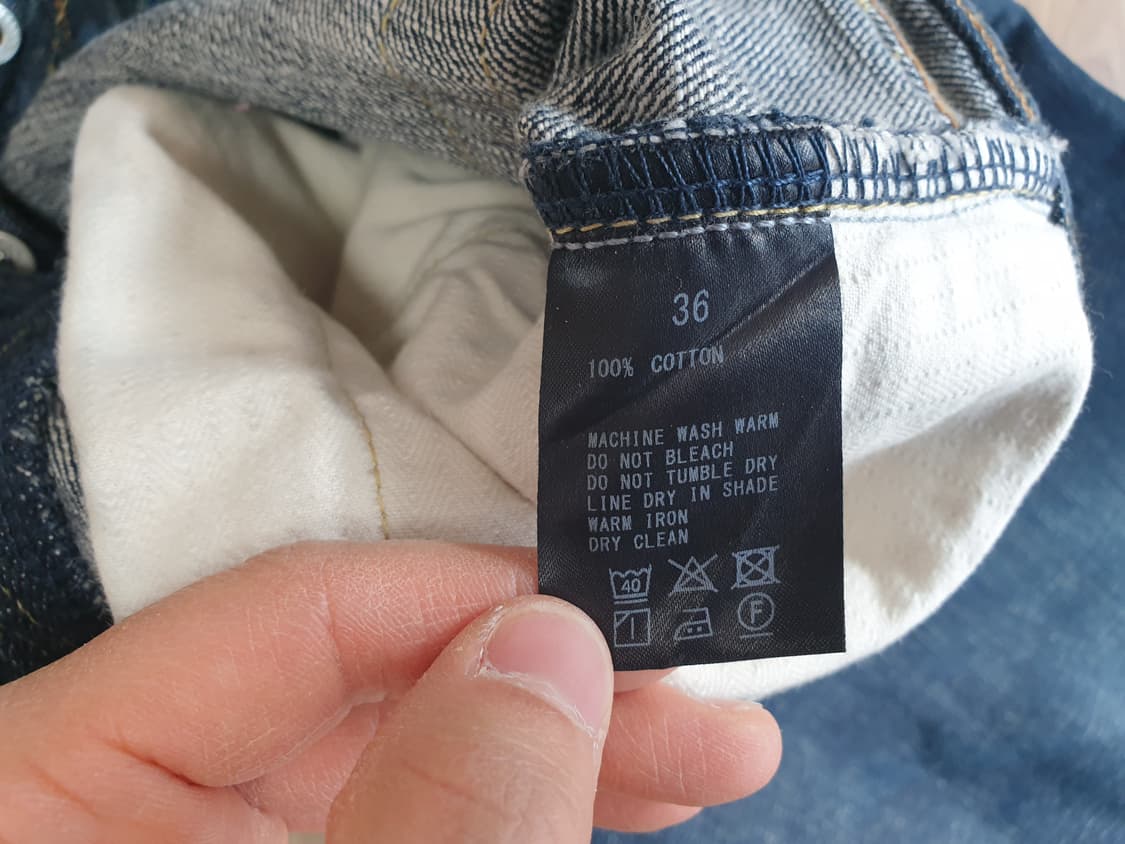 36
100% COTTON
MACHINE WASH WARM
DO NOT BLEACH
DO NOT TUMBLE DRY
LINE DRY IN SHADE
WARM IRON
DRY CLEAN
40
F